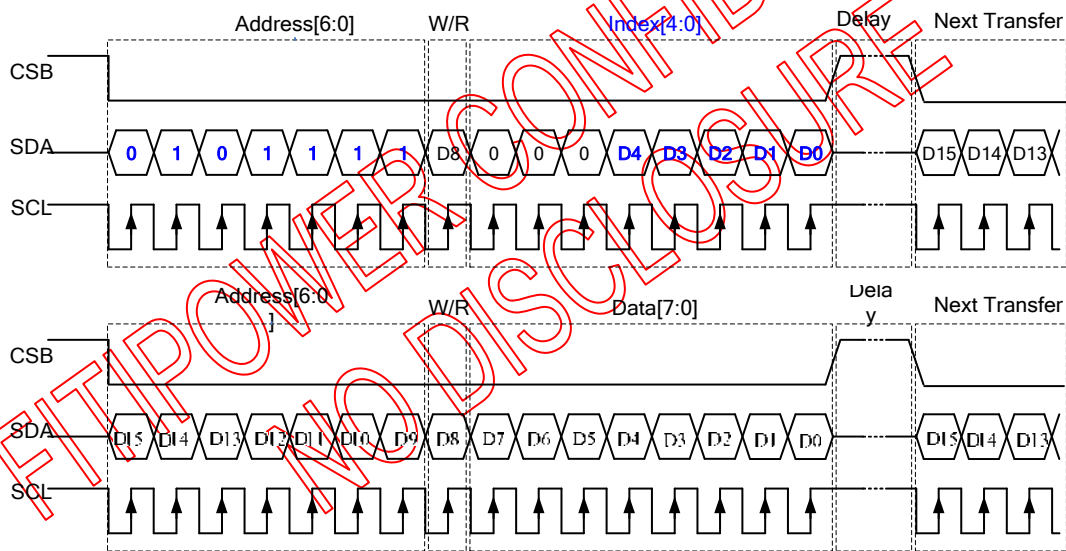 Address[6:0] W/R Index[4:0] Delay Next Transfer
CSB
SDA 0 1 0 1 1 1 1 D8 0 0 0 D4 D3 D2 D1 D0 D15 D14 D13
SCL
Address[6:0 W/R Data[7:0] Dela Next Transfer
] y
CSB
SDA D15 D14 D13 D12 D11 D10 D9 D8 D7 D6 D5 D4 D3 D2 D1 D0 D15 D14 D13
SCL
FITIPOWER CONFID
NO DISCLOSURE